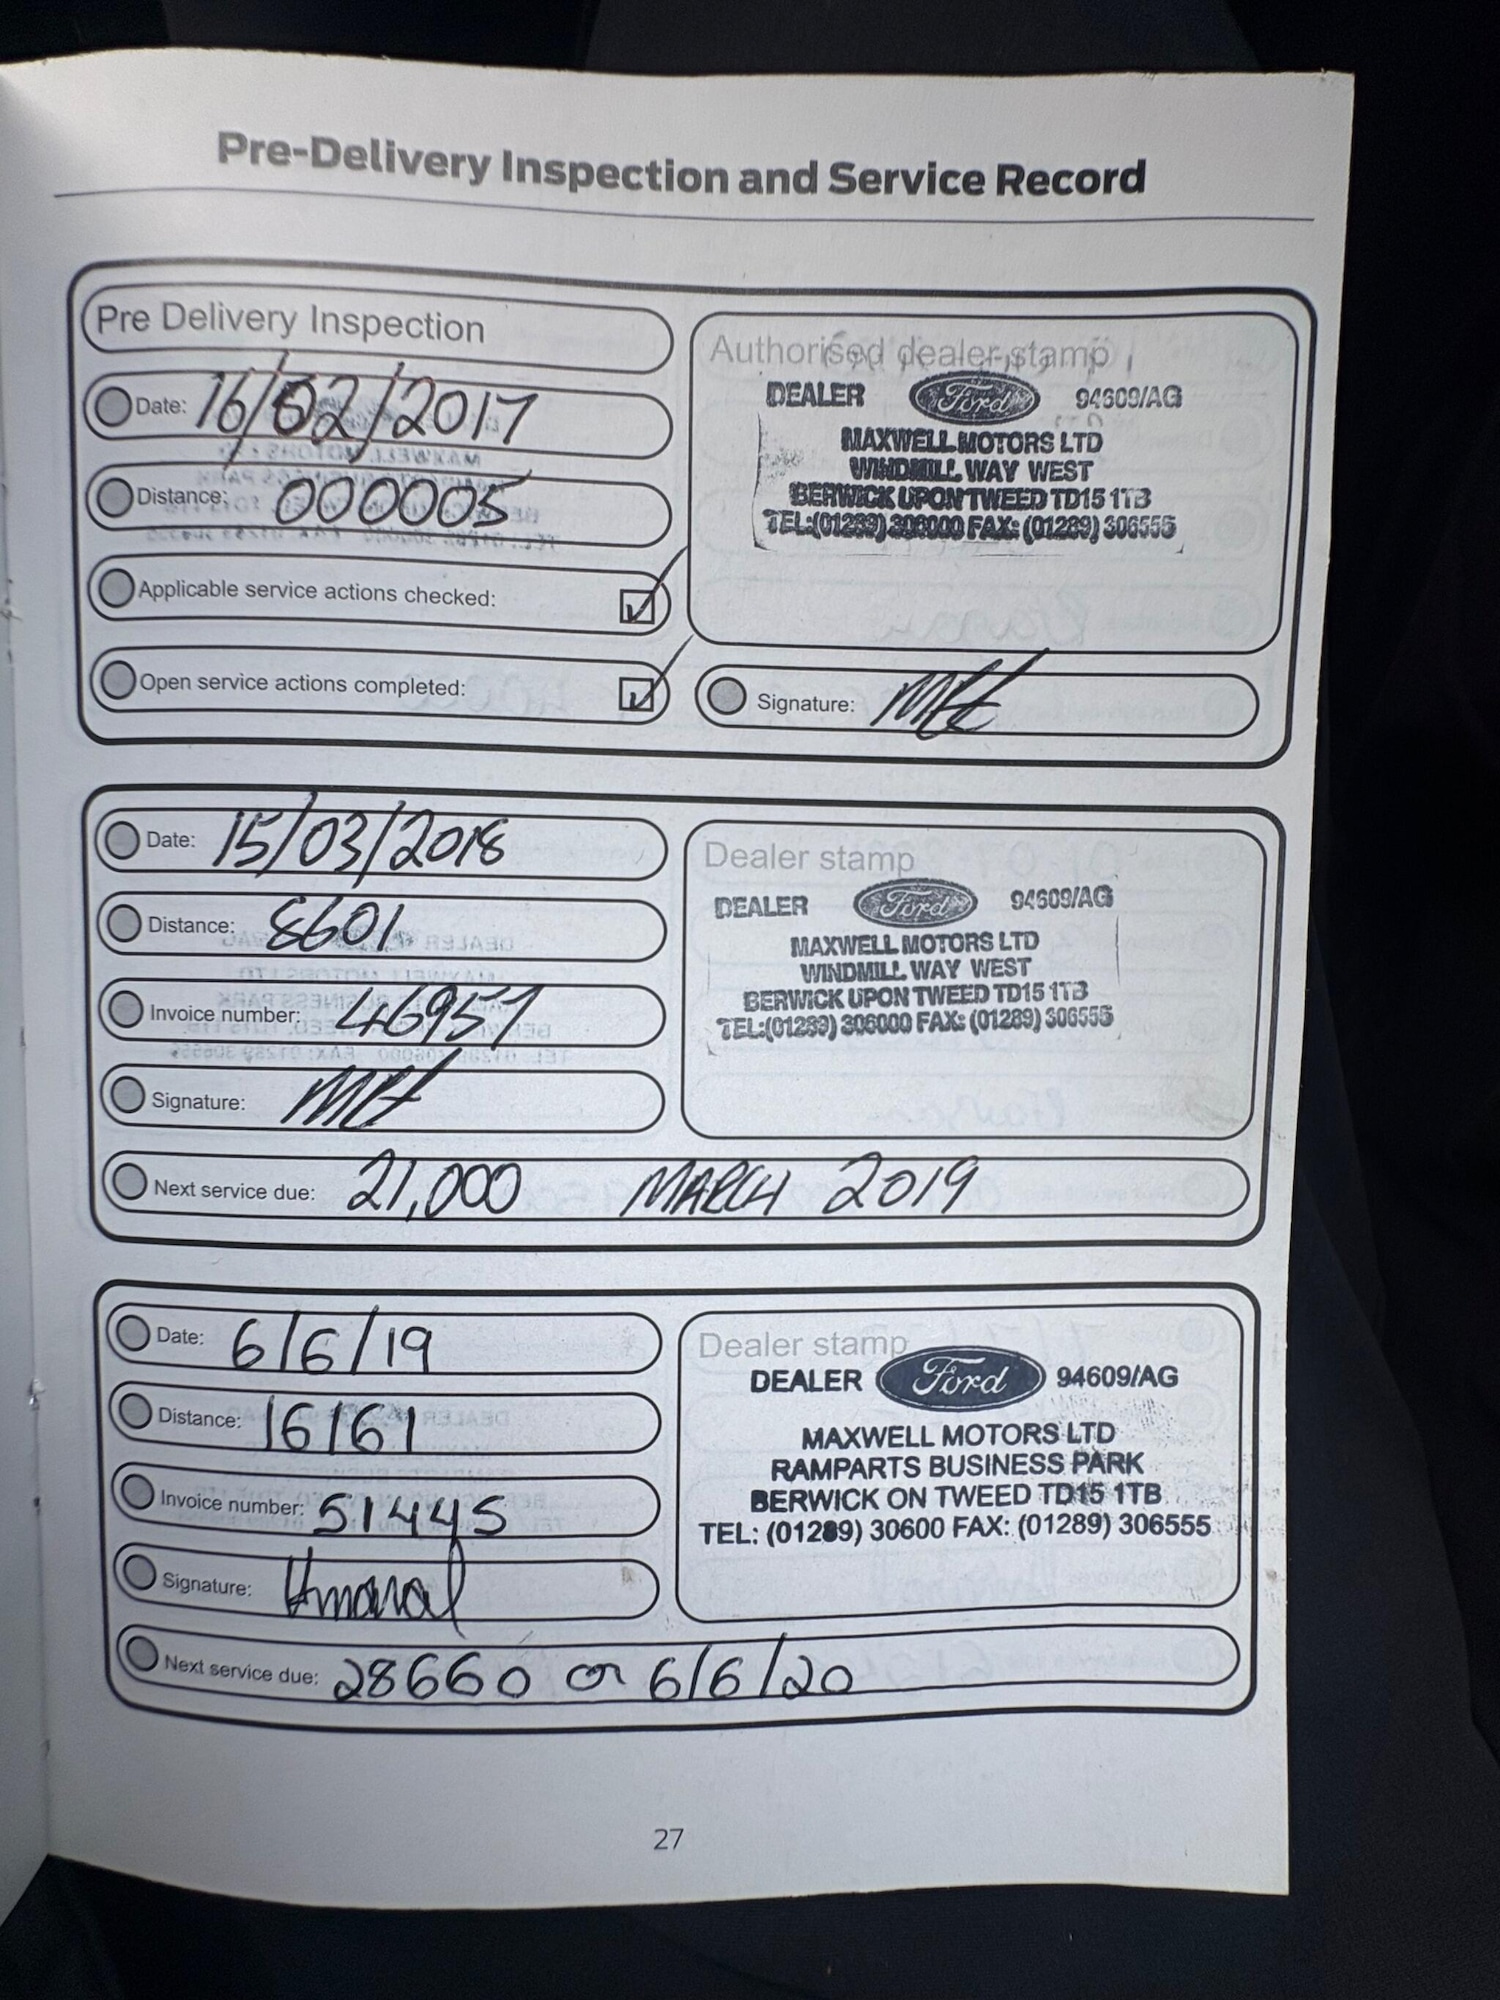 Pre-Delivery Inspection and Service Record
Pre Delivery Inspection
Date: 16/02/2017
Distance: 000005
Applicable service actions checked:
Open service actions completed:
Authorised dealer stamp
DEALER Ford 94609/AG
MAXWELL MOTORS LTD
WINDMILL WAY WEST
BERWICK UPON TWEED TD15 1TB
TEL:(01289) 306000 FAX: (01289) 306555
Signature:
Date: 15/03/2018
Distance: 8601
Invoice number: 46957
Signature:
Next service due: 21,000 MARCH 2019
Dealer stamp
DEALER Ford 94609/AG
MAXWELL MOTORS LTD
WINDMILL WAY WEST
BERWICK UPON TWEED TD15 1TB
TEL:(01289) 306000 FAX: (01289) 306555
Date: 6/6/19
Distance: 16161
Invoice number: 51445
Signature:
Next service due: 28660 or 6/6/20
Dealer stamp
DEALER Ford 94609/AG
MAXWELL MOTORS LTD
RAMPARTS BUSINESS PARK
BERWICK ON TWEED TD15 1TB
TEL: (01289) 30600 FAX: (01289) 306555
27